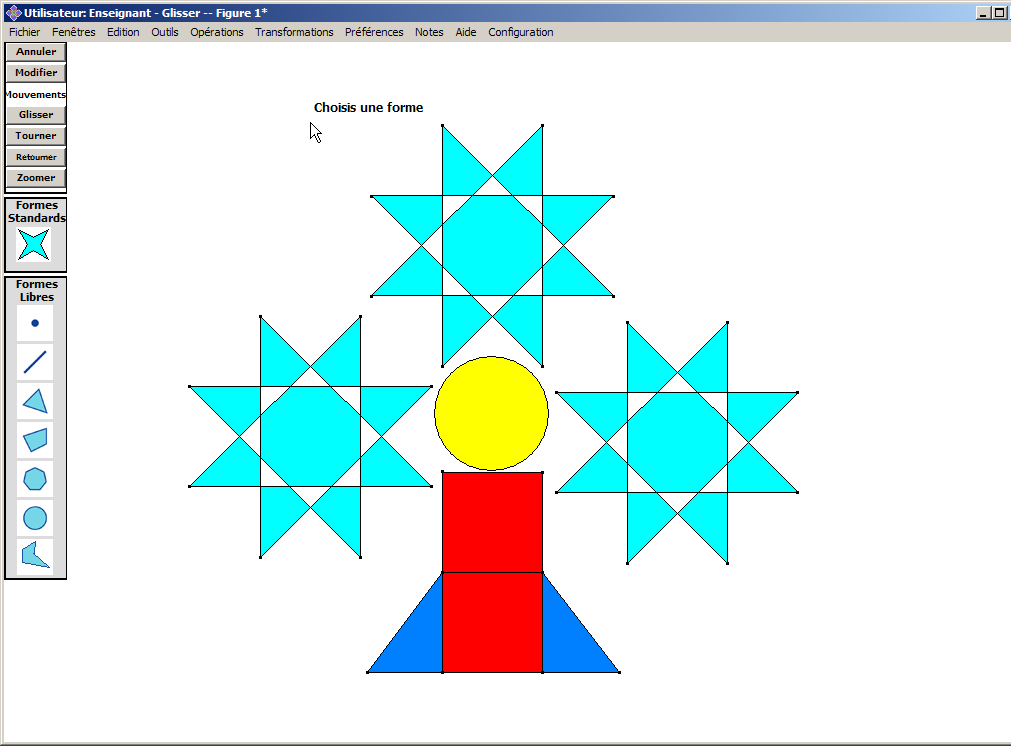 Utilisateur: Enseignant - Glisser -- Figure 1*
Fichier Fenêtres Edition Outils Opérations Transformations Préférences Notes Aide Configuration
Annuler
Modifier
Mouvements
Glisser
Tourner
Retourner
Zoomer
Formes
Standards
Formes
Libres
Choisis une forme